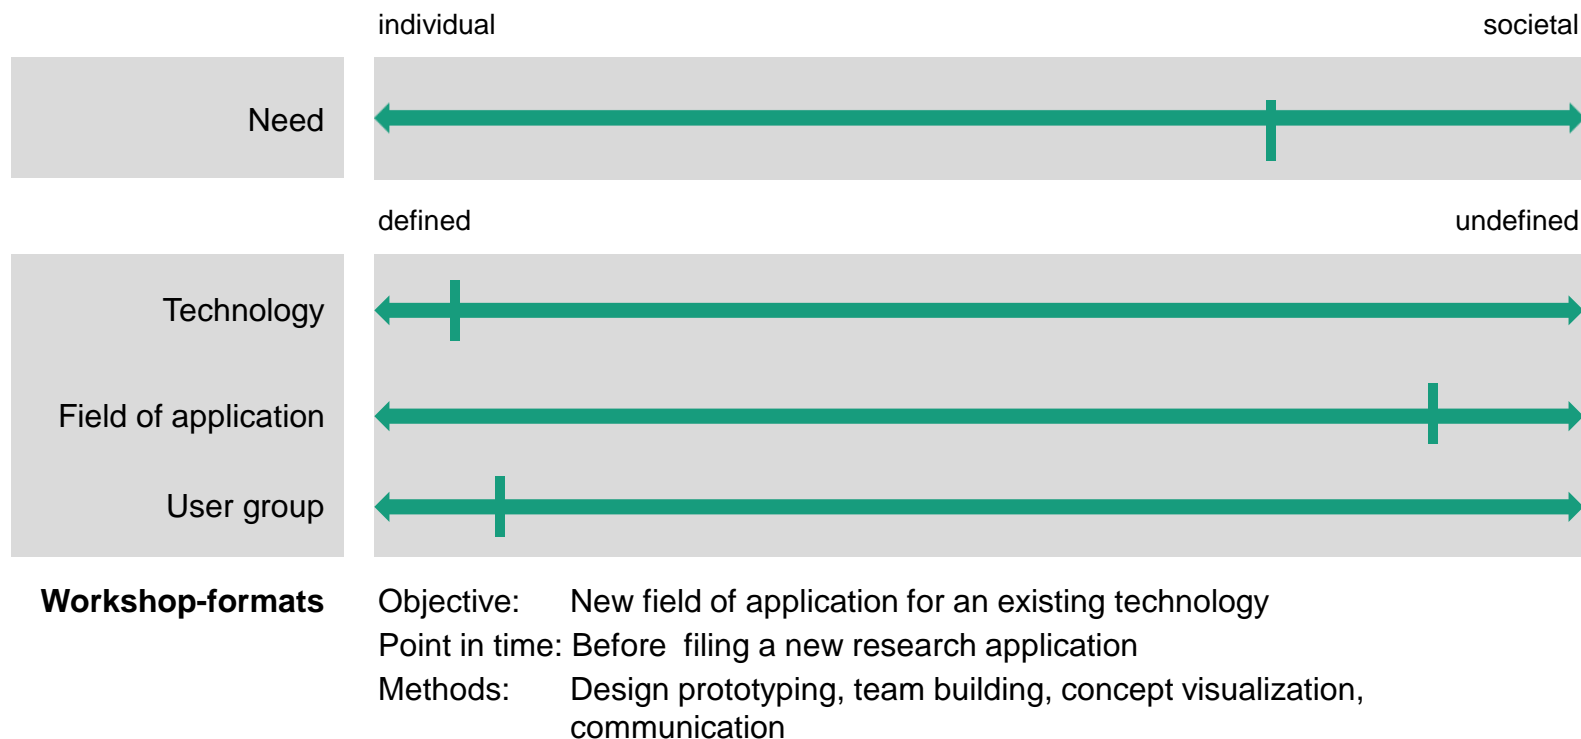 individual societal
Need
defined undefined
Technology
Field of application
User group
Workshop-formats Objective: New field of application for an existing technology
Point in time: Before filing a new research application
Methods: Design prototyping, team building, concept visualization,
communication